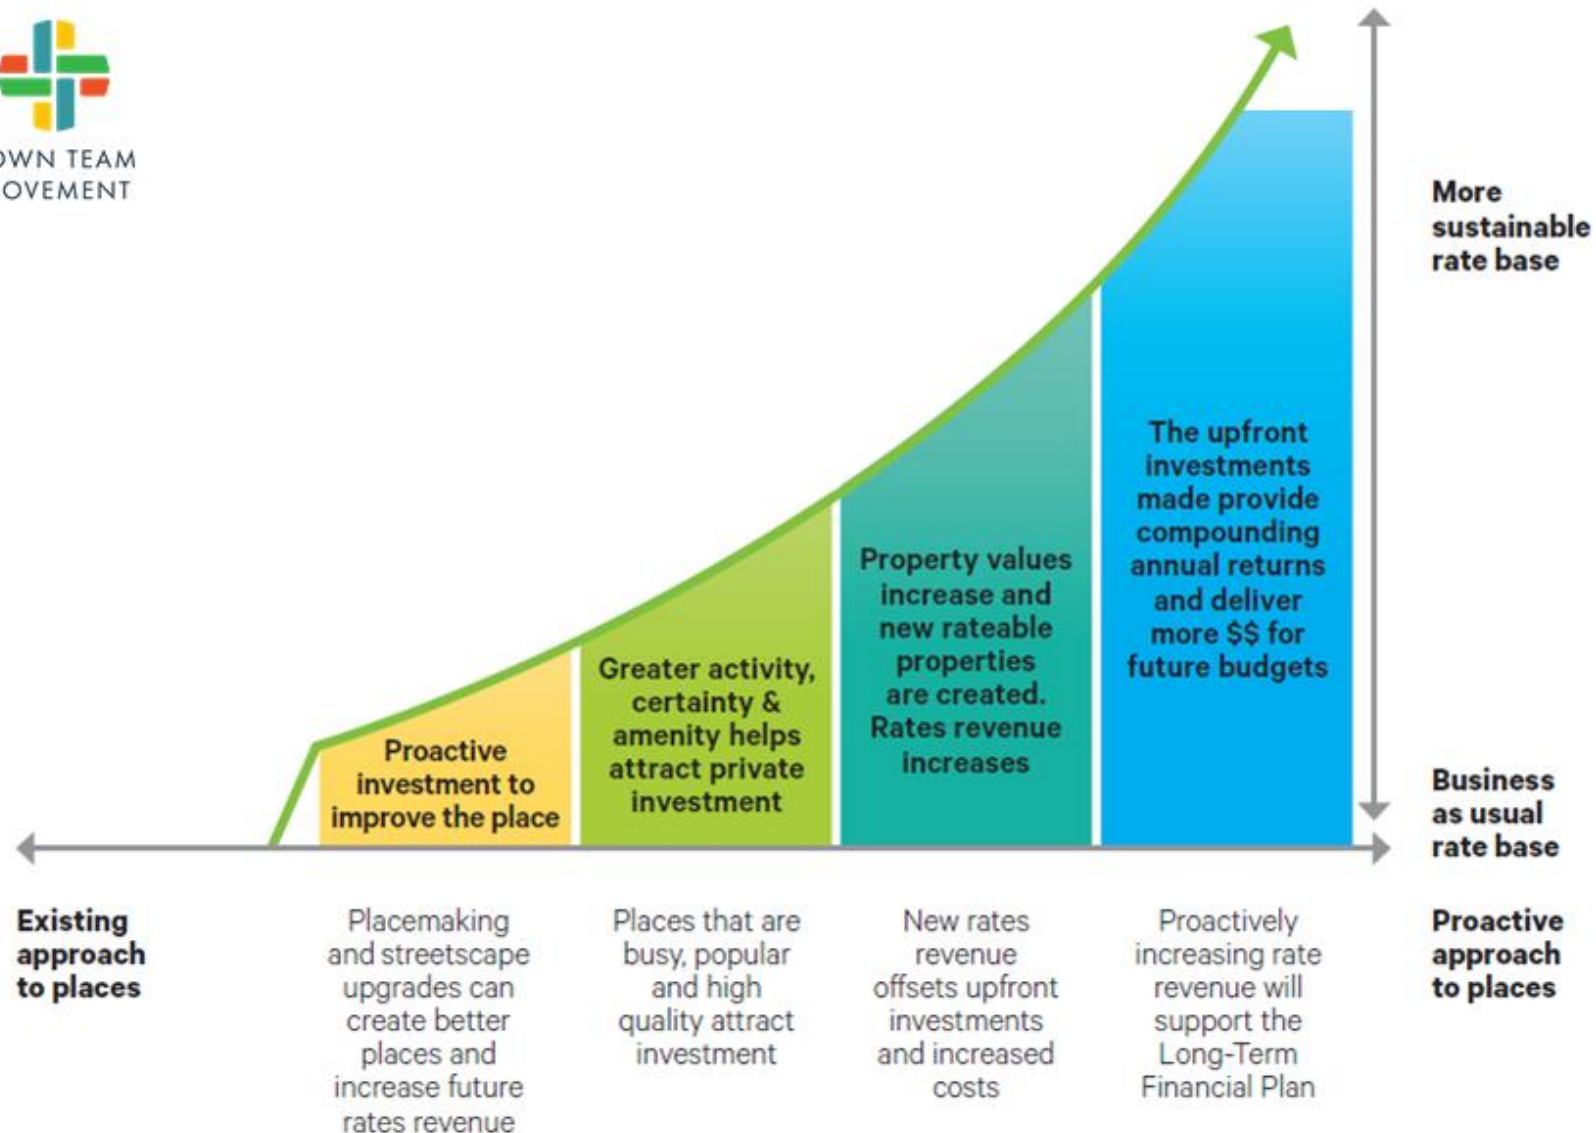 OWN TEAM
OVEMENT
More
sustainable
rate base
The upfront
investments
made provide
compounding
annual returns
and deliver
more $$ for
future budgets
Property values
increase and
new rateable
properties
are created.
Rates revenue
increases
Greater activity,
certainty &
amenity helps
attract private
investment
Proactive
investment to
improve the place
Business
as usual
rate base
Existing
approach
to places
Placemaking
and streetscape
upgrades can
create better
places and
increase future
rates revenue
Places that are
busy, popular
and high
quality attract
investment
New rates
revenue
offsets upfront
investments
and increased
costs
Proactively
increasing rate
revenue will
support the
Long-Term
Financial Plan
Proactive
approach
to places